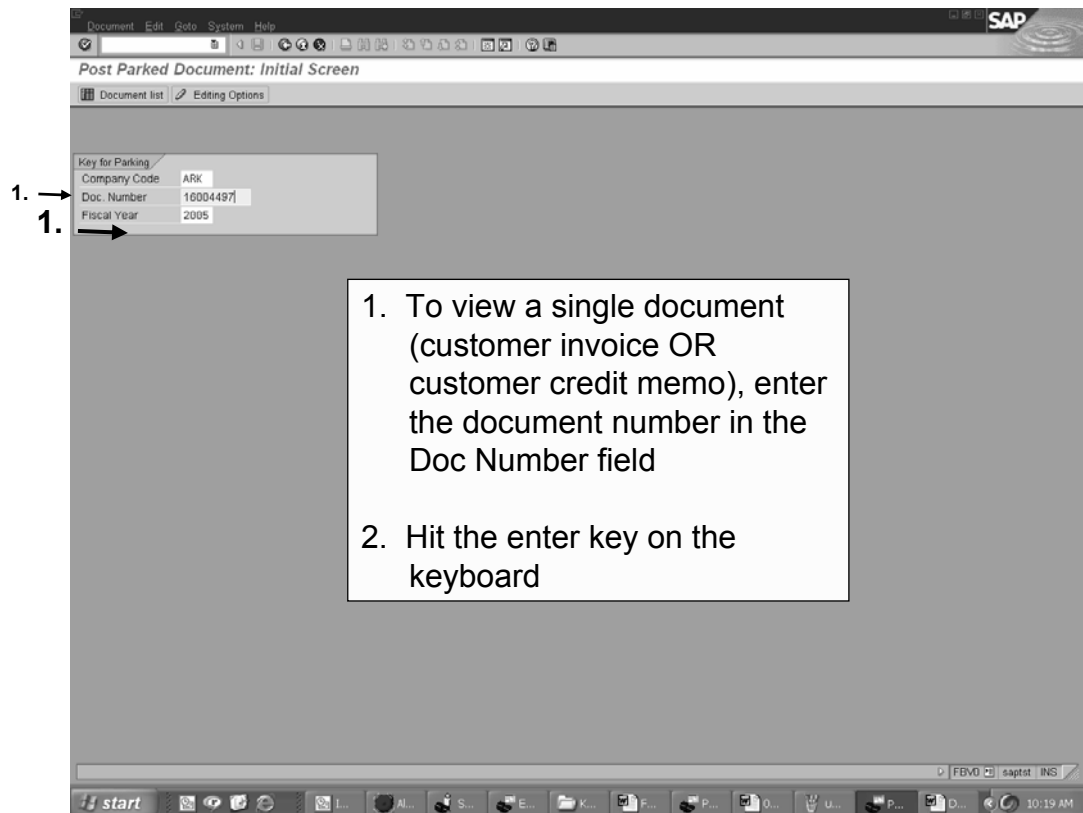 Document Edit Goto System Help
SAP
Post Parked Document: Initial Screen
Document list Editing Options
Key for Parking
Company Code ARK
1. Doc. Number 16004497
Fiscal Year 2005
1.
1. To view a single document
(customer invoice OR
customer credit memo), enter
the document number in the
Doc Number field
2. Hit the enter key on the
keyboard
FBV0 saptst INS
start I... Al... S... E... K... F... P... 0... u... P... D... 10:19 AM